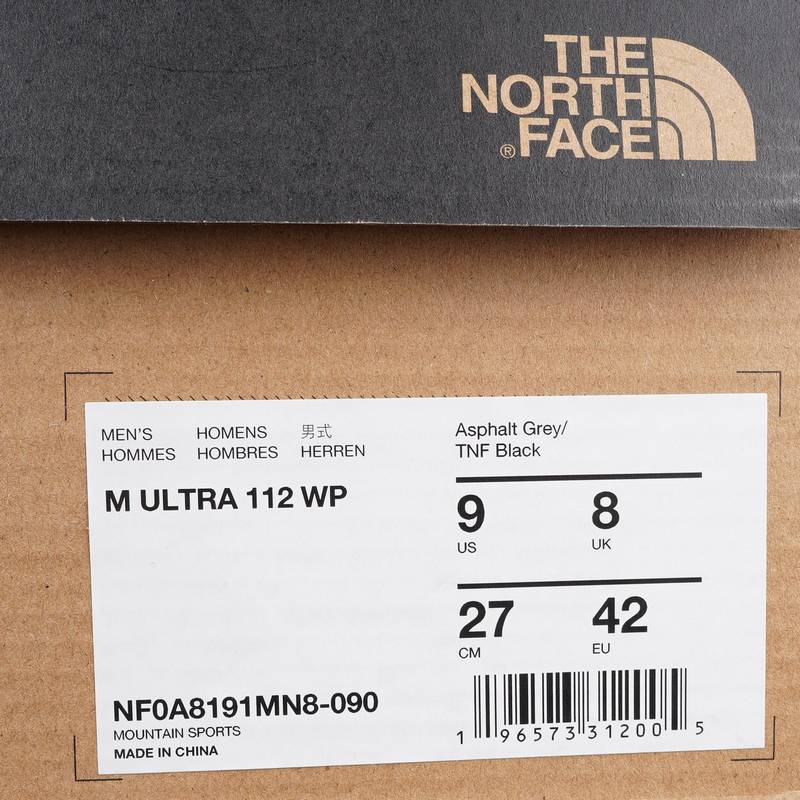 THE
NORTH
® FACE
MEN'S HOMENS 男式
HOMMES HOMBRES HERREN
M ULTRA 112 WP
Asphalt Grey/
TNF Black
9 8
US UK
27 42
CM EU
NF0A8191MN8-090
MOUNTAIN SPORTS
MADE IN CHINA
1 96573 31200 5